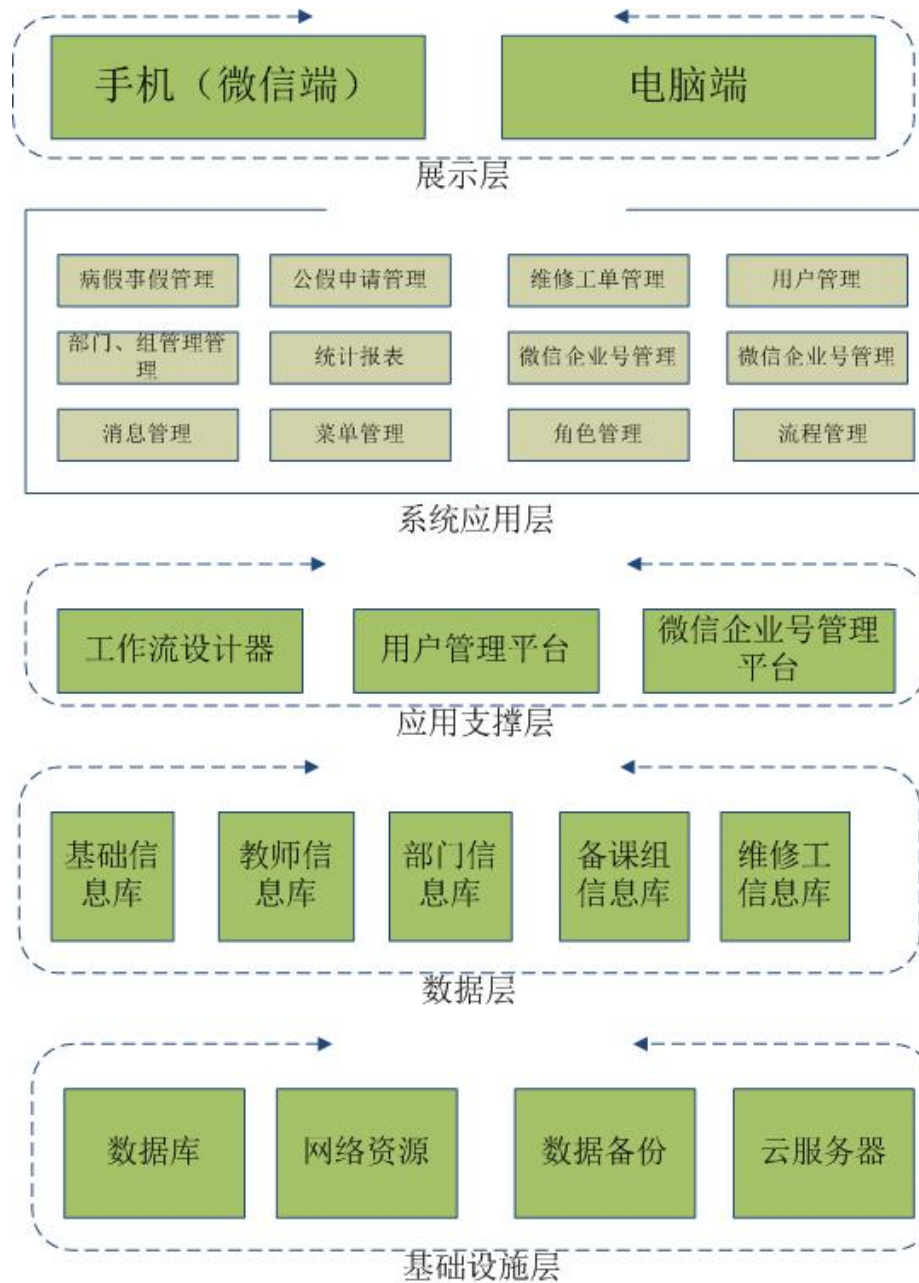 手机（微信端）
电脑端
展示层
病假事假管理
公假申请管理
维修工单管理
用户管理
部门、组管理管
理
统计报表
微信企业号管理
微信企业号管理
消息管理
菜单管理
角色管理
流程管理
系统应用层
工作流设计器
用户管理平台
微信企业号管理
平台
应用支撑层
基础信
息库
教师信
息库
部门信
息库
备课组
信息库
维修工
信息库
数据层
数据库
网络资源
数据备份
云服务器
基础设施层